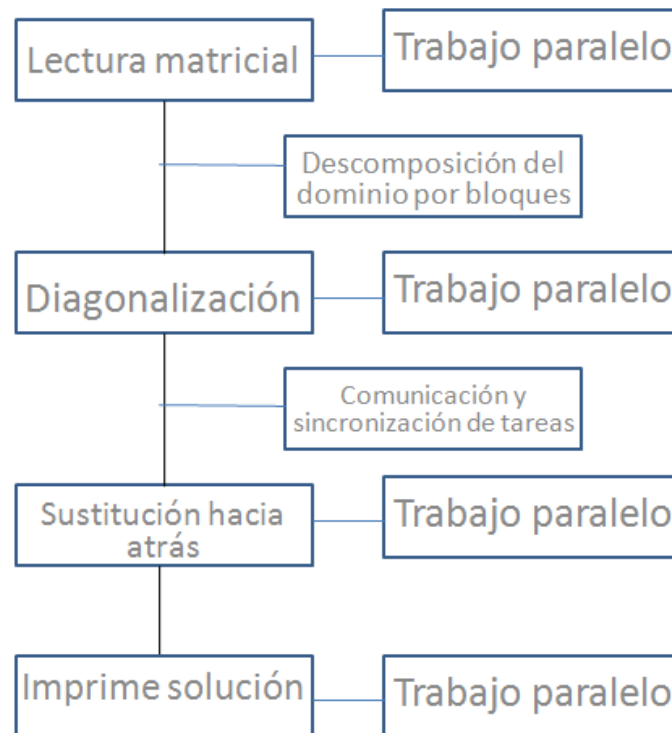 Lectura matricial
Trabajo paralelo
Descomposición del
dominio por bloques
Diagonalización
Trabajo paralelo
Comunicación y
sincronización de tareas
Sustitución hacia
atrás
Trabajo paralelo
Imprime solución
Trabajo paralelo